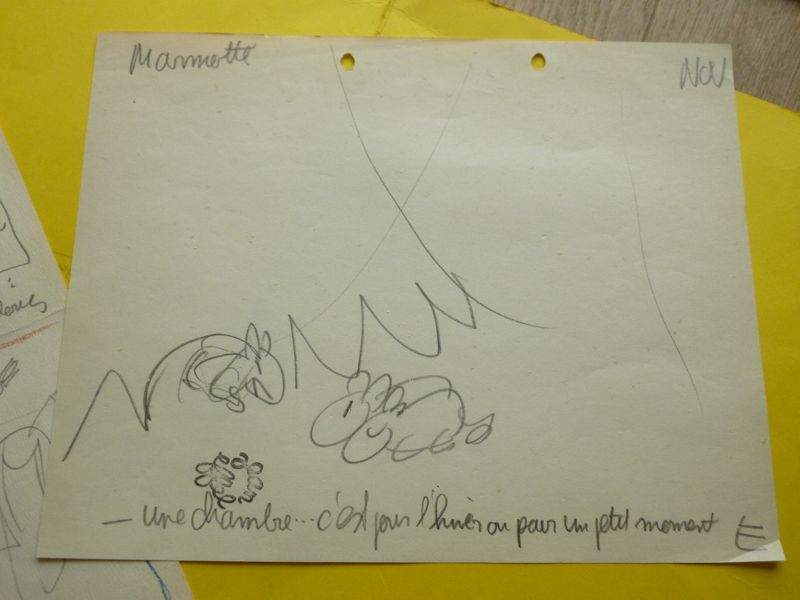 Marmotte
NOV
— une chambre... c'est pour l'hiver ou pour un petit moment
E